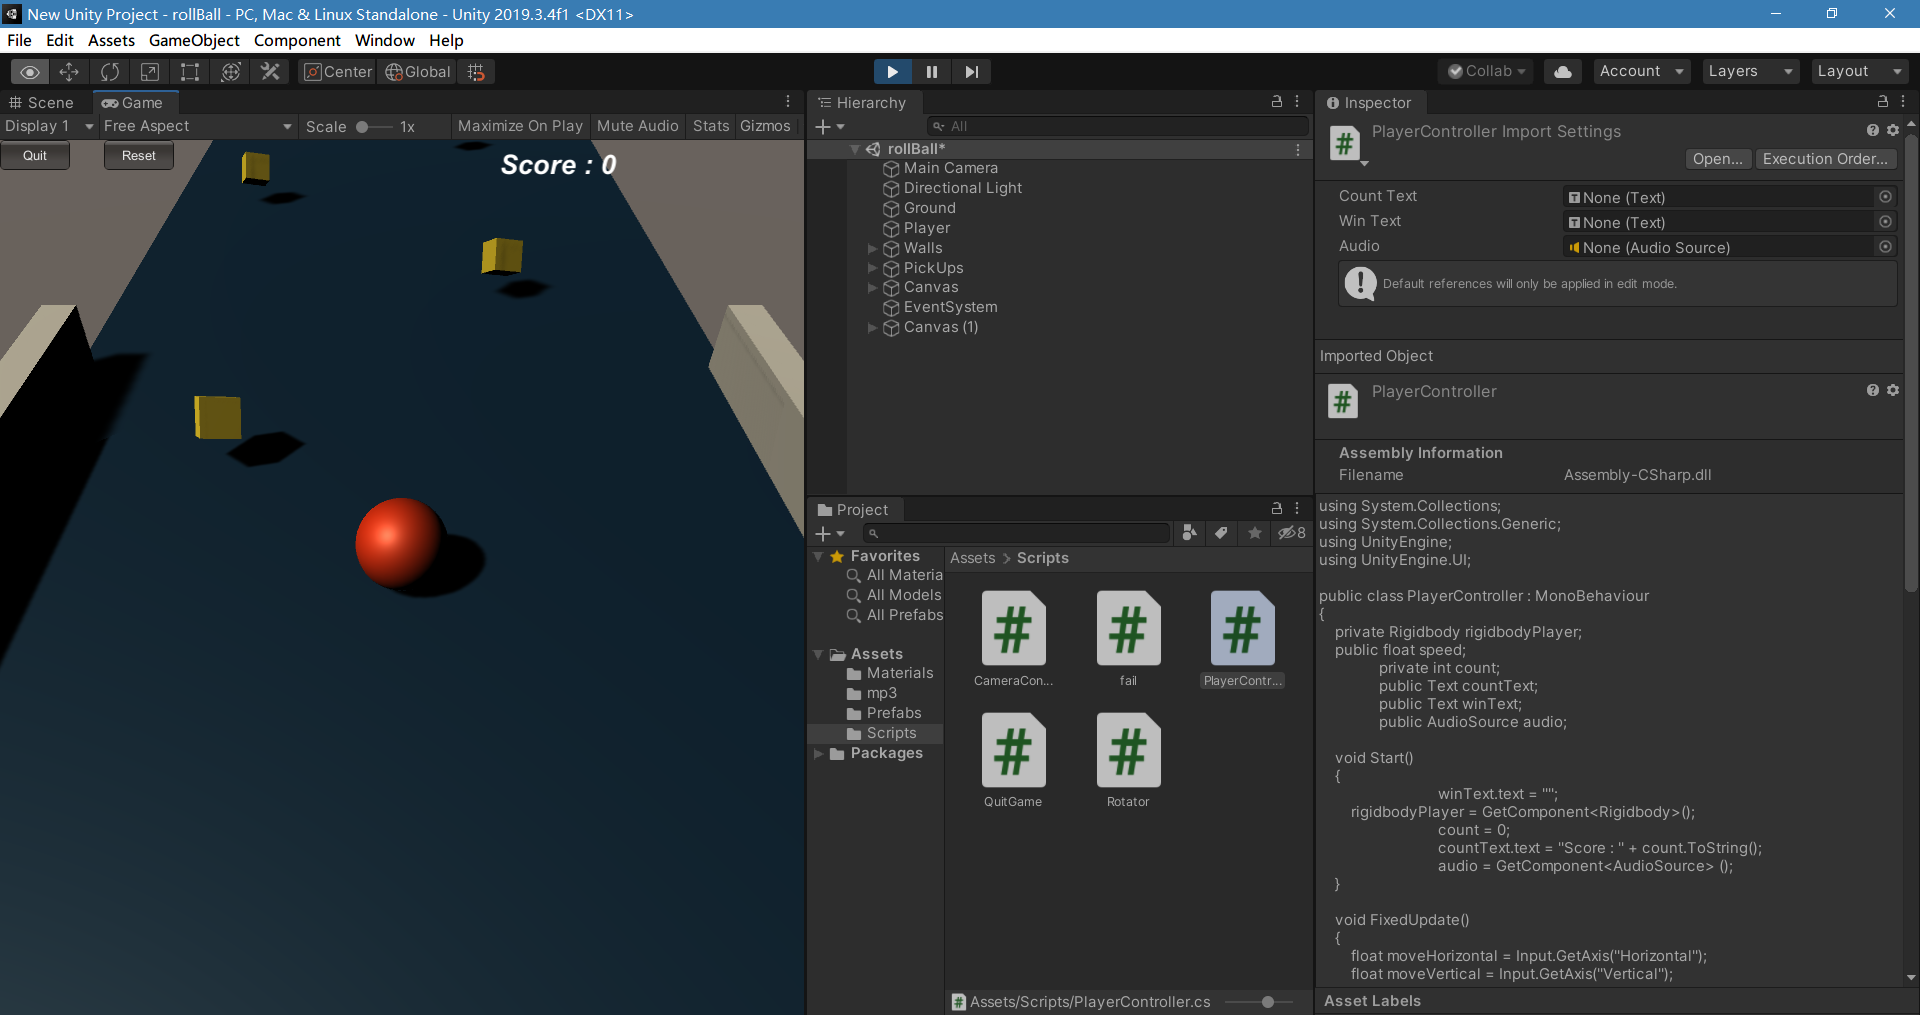 New Unity Project - rollBall - PC, Mac & Linux Standalone - Unity 2019.3.4f1 <DX11>
File Edit Assets GameObject Component Window Help
Center Global Collab Account Layers Layout
Scene Game
Display 1 Free Aspect Scale 1x Maximize On Play Mute Audio Stats Gizmos
Quit Reset
Score : 0
Hierarchy
All
rollBall*
Main Camera
Directional Light
Ground
Player
Walls
PickUps
Canvas
EventSystem
Canvas (1)
Project
8
Favorites
All Materia
All Models
All Prefabs
Assets
Materials
mp3
Prefabs
Scripts
Packages
Assets > Scripts
CameraCon...
fail
PlayerContr...
QuitGame
Rotator
Assets/Scripts/PlayerController.cs
Inspector
PlayerController Import Settings
Open... Execution Order...
Count Text None (Text)
Win Text None (Text)
Audio None (Audio Source)
Default references will only be applied in edit mode.
Imported Object
PlayerController
Assembly Information
Filename Assembly-CSharp.dll
using System.Collections;
using System.Collections.Generic;
using UnityEngine;
using UnityEngine.UI;
public class PlayerController : MonoBehaviour
{
private Rigidbody rigidbodyPlayer;
public float speed;
private int count;
public Text countText;
public Text winText;
public AudioSource audio;
void Start()
{
winText.text = "";
rigidbodyPlayer = GetComponent<Rigidbody>();
count = 0;
countText.text = "Score : " + count.ToString();
audio = GetComponent<AudioSource> ();
}
void FixedUpdate()
{
float moveHorizontal = Input.GetAxis("Horizontal");
float moveVertical = Input.GetAxis("Vertical");
Asset Labels